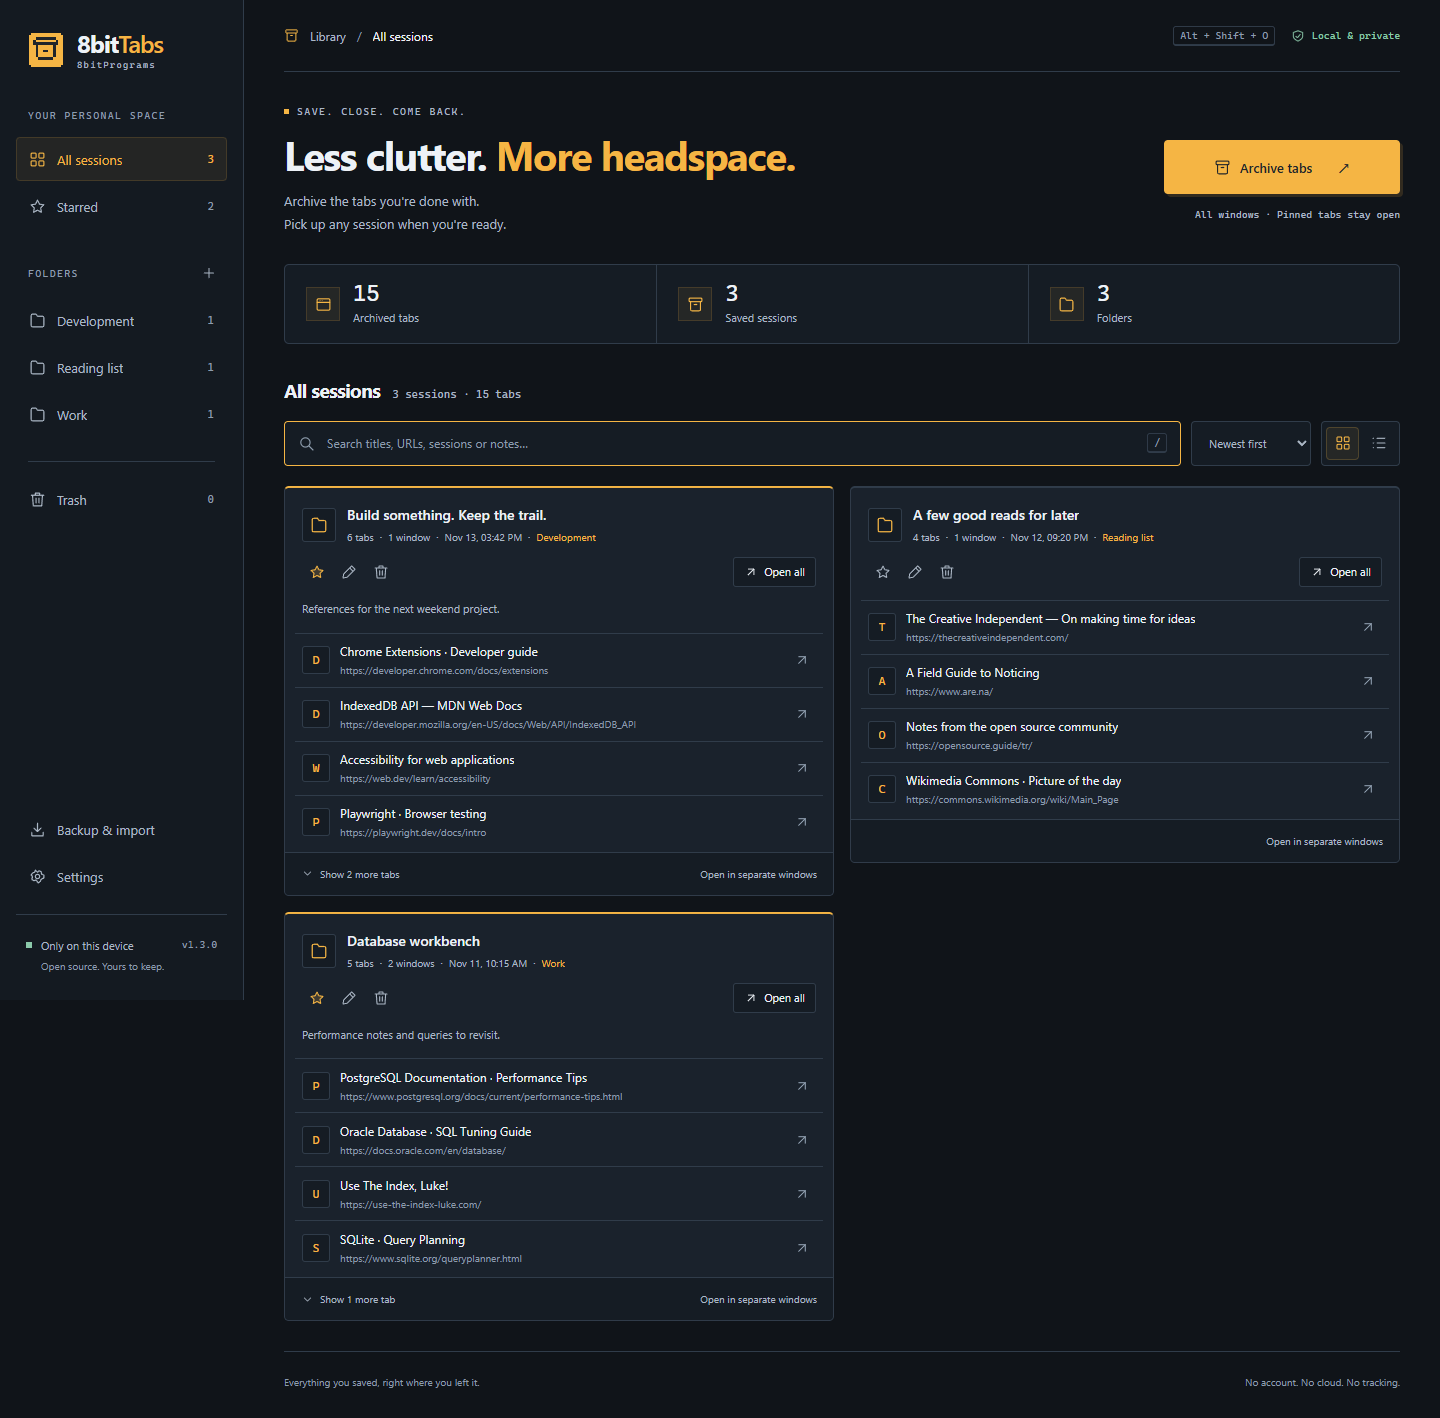 8bitTabs
8bitPrograms
YOUR PERSONAL SPACE
All sessions 3
Starred 2
FOLDERS +
Development 1
Reading list 1
Work 1
Trash 0
Backup & import
Settings
Only on this device v1.3.0
Open source. Yours to keep.
Library / All sessions
Alt + Shift + O
Local & private
SAVE. CLOSE. COME BACK.
Less clutter. More headspace.
Archive the tabs you're done with.
Pick up any session when you're ready.
Archive tabs ↗
All windows · Pinned tabs stay open
15
Archived tabs
3
Saved sessions
3
Folders
All sessions 3 sessions · 15 tabs
Search titles, URLs, sessions or notes... /
Newest first
Build something. Keep the trail.
6 tabs · 1 window · Nov 13, 03:42 PM · Development
Open all
References for the next weekend project.
D Chrome Extensions · Developer guide
https://developer.chrome.com/docs/extensions
D IndexedDB API — MDN Web Docs
https://developer.mozilla.org/en-US/docs/Web/API/IndexedDB_API
W Accessibility for web applications
https://web.dev/learn/accessibility
P Playwright · Browser testing
https://playwright.dev/docs/intro
Show 2 more tabs Open in separate windows
A few good reads for later
4 tabs · 1 window · Nov 12, 09:20 PM · Reading list
Open all
T The Creative Independent — On making time for ideas
https://thecreativeindependent.com/
A A Field Guide to Noticing
https://www.are.na/
O Notes from the open source community
https://opensource.guide/tr/
C Wikimedia Commons · Picture of the day
https://commons.wikimedia.org/wiki/Main_Page
Open in separate windows
Database workbench
5 tabs · 2 windows · Nov 11, 10:15 AM · Work
Open all
Performance notes and queries to revisit.
P PostgreSQL Documentation · Performance Tips
https://www.postgresql.org/docs/current/performance-tips.html
D Oracle Database · SQL Tuning Guide
https://docs.oracle.com/en/database/
U Use The Index, Luke!
https://use-the-index-luke.com/
S SQLite · Query Planning
https://www.sqlite.org/queryplanner.html
Show 1 more tab Open in separate windows
Everything you saved, right where you left it.
No account. No cloud. No tracking.